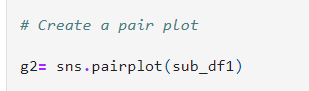 # Create a pair plot
g2= sns.pairplot(sub_df1)